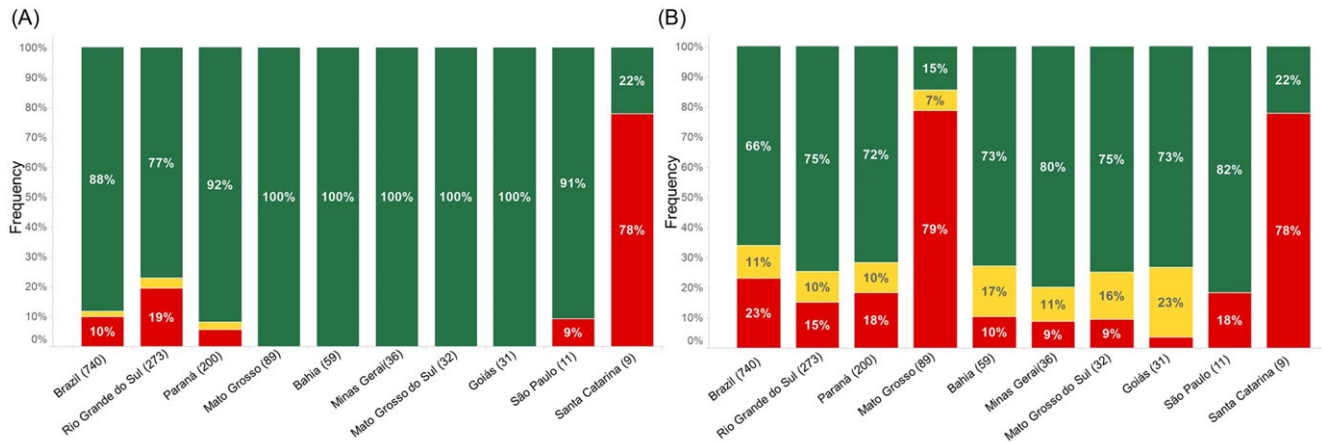 (A)
Frequency
100%
90%
80%
70%
60%
50%
40%
30%
20%
10%
0%
88%
10%
77%
19%
92%
100%
100%
100%
100%
100%
91%
9%
22%
78%
Brazil (740)
Rio Grande do Sul (273)
Paraná (200)
Mato Grosso (89)
Bahia (59)
Minas Gerai(36)
Mato Grosso do Sul (32)
Goiás (31)
São Paulo (11)
Santa Catarina (9)
(B)
Frequency
100%
90%
80%
70%
60%
50%
40%
30%
20%
10%
0%
66%
11%
23%
75%
10%
15%
72%
10%
18%
15%
7%
79%
73%
17%
10%
80%
11%
9%
75%
16%
9%
73%
23%
82%
18%
22%
78%
Brazil (740)
Rio Grande do Sul (273)
Paraná (200)
Mato Grosso (89)
Bahia (59)
Minas Gerai(36)
Mato Grosso do Sul (32)
Goiás (31)
São Paulo (11)
Santa Catarina (9)